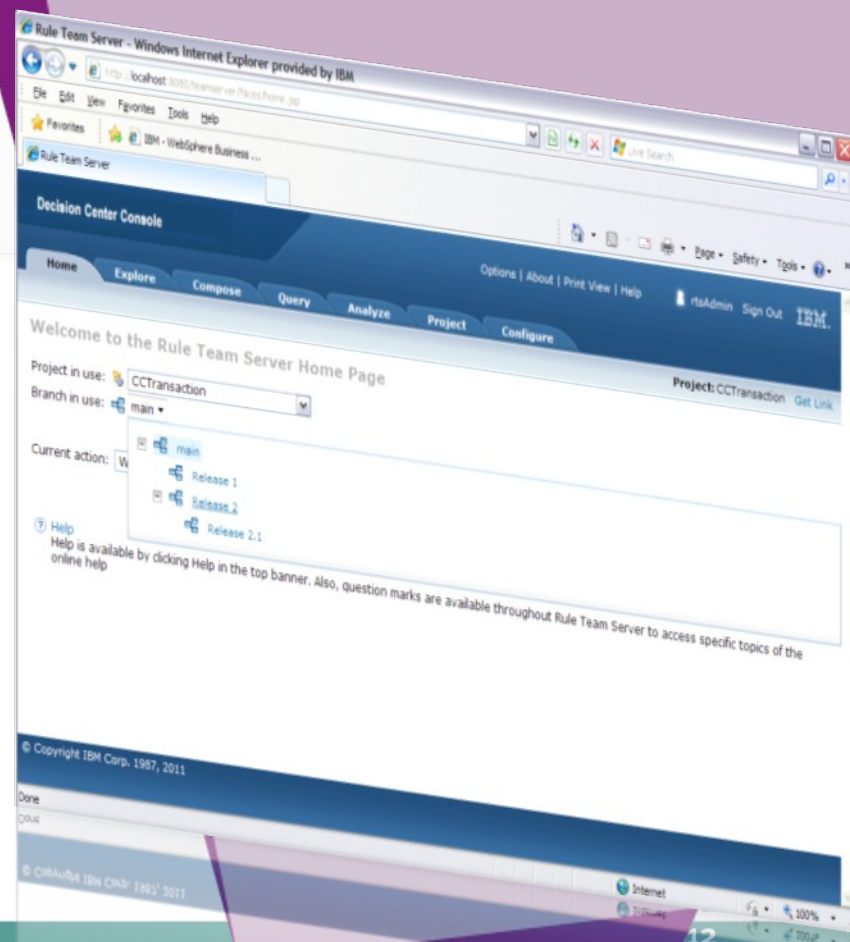 Rule Team Server - Windows Internet Explorer provided by IBM
http://localhost:8080/teamserver/faces/home.jsp
Live Search
File Edit View Favorites Tools Help
Favorites IBM - WebSphere Business ...
Rule Team Server
Page Safety Tools
Decision Center Console
Options | About | Print View | Help rtsAdmin Sign Out IBM.
Home Explore Compose Query Analyze Project Configure
Project: CCTransaction Get Link
Welcome to the Rule Team Server Home Page
Project in use: CCTransaction
Branch in use: main
main
Release 1
Current action: W
Release 2
Release 2.1
Help
Help is available by clicking Help in the top banner. Also, question marks are available throughout Rule Team Server to access specific topics of the
online help
© Copyright IBM Corp. 1987, 2011
Done
Internet 100%
12